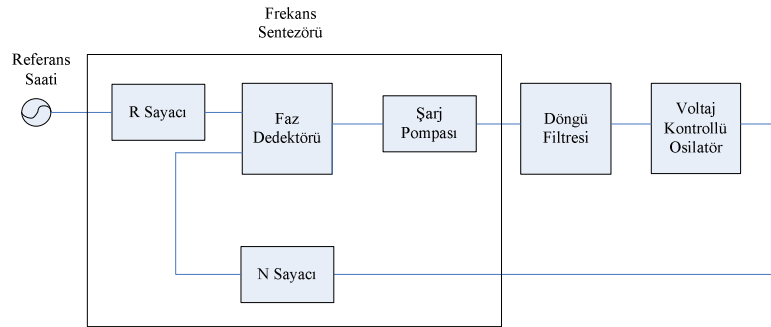 Frekans
Sentezörü
Referans
Saati
R Sayacı
Faz
Dedektörü
Şarj
Pompası
Döngü
Filtresi
Voltaj
Kontrollü
Osilatör
N Sayacı